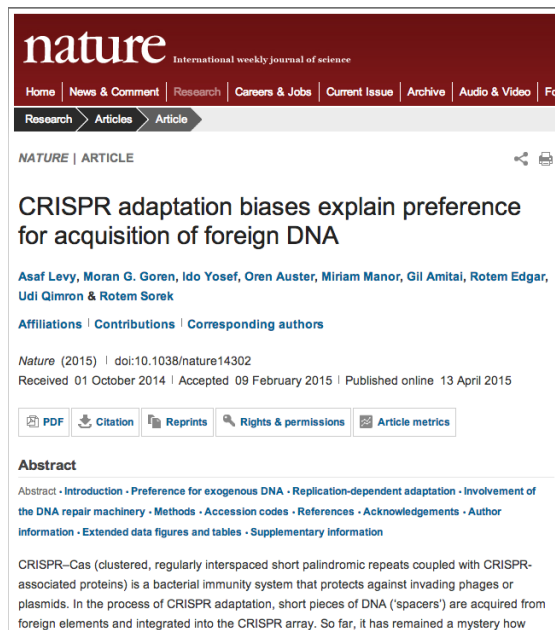 nature International weekly journal of science
Home News & Comment Research Careers & Jobs Current Issue Archive Audio & Video
Research Articles Article
NATURE | ARTICLE
CRISPR adaptation biases explain preference
for acquisition of foreign DNA
Asaf Levy, Moran G. Goren, Ido Yosef, Oren Auster, Miriam Manor, Gil Amitai, Rotem Edgar,
Udi Qimron & Rotem Sorek
Affiliations | Contributions | Corresponding authors
Nature (2015) | doi:10.1038/nature14302
Received 01 October 2014 | Accepted 09 February 2015 | Published online 13 April 2015
PDF Citation Reprints Rights & permissions Article metrics
Abstract
Abstract • Introduction • Preference for exogenous DNA • Replication-dependent adaptation • Involvement of
the DNA repair machinery • Methods • Accession codes • References • Acknowledgements • Author
information • Extended data figures and tables • Supplementary information
CRISPR–Cas (clustered, regularly interspaced short palindromic repeats coupled with CRISPR-
associated proteins) is a bacterial immunity system that protects against invading phages or
plasmids. In the process of CRISPR adaptation, short pieces of DNA (‘spacers’) are acquired from
foreign elements and integrated into the CRISPR array. So far, it has remained a mystery how